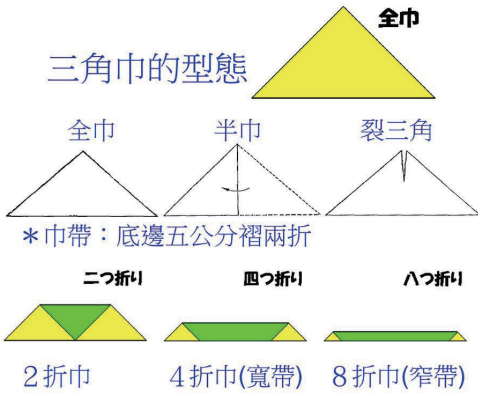 全巾
三角巾的型態
全巾 半巾 裂三角
＊巾帶：底邊五公分褶兩折
二つ折り 四つ折り 八つ折り
2折巾 4折巾(寬帶) 8折巾(窄帶)